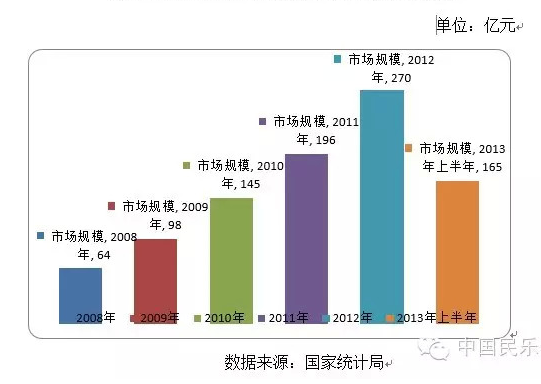 单位：亿元
市场规模, 2012
年, 270
市场规模, 2011
年, 196
市场规模, 2013
年上半年, 165
市场规模, 2010
年, 145
市场规模, 2009
年, 98
市场规模, 2008
年, 64
2008年 2009年 2010年 2011年 2012年 2013年上半年
数据来源：国家统计局
中国民乐